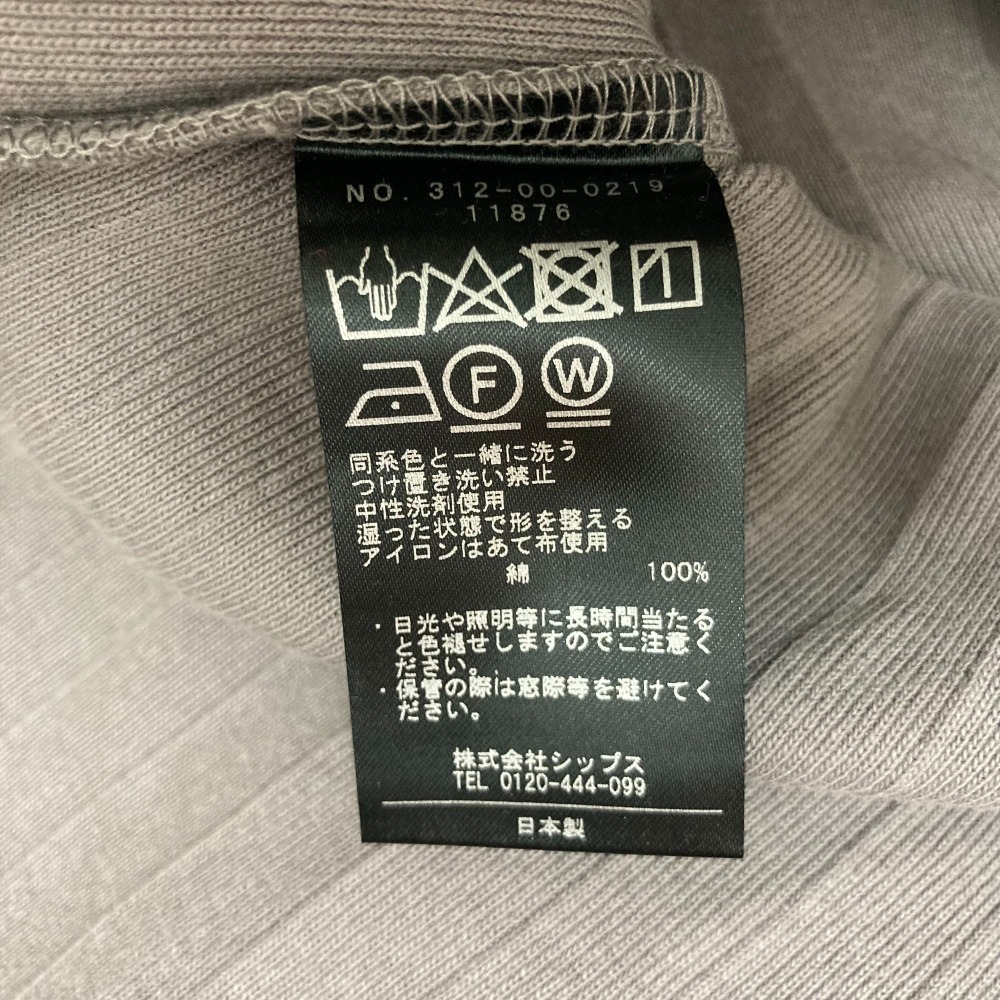 NO. 312-00-0219
11876
F W
同系色と一緒に洗う
つけ置き洗い禁止
中性洗剤使用
湿った状態で形を整える
アイロンはあて布使用
綿 100%
・日光や照明等に長時間当たる
と色褪せしますのでご注意く
ださい。
・保管の際は窓際等を避けてく
ださい。
株式会社シップス
TEL 0120-444-099
日本製